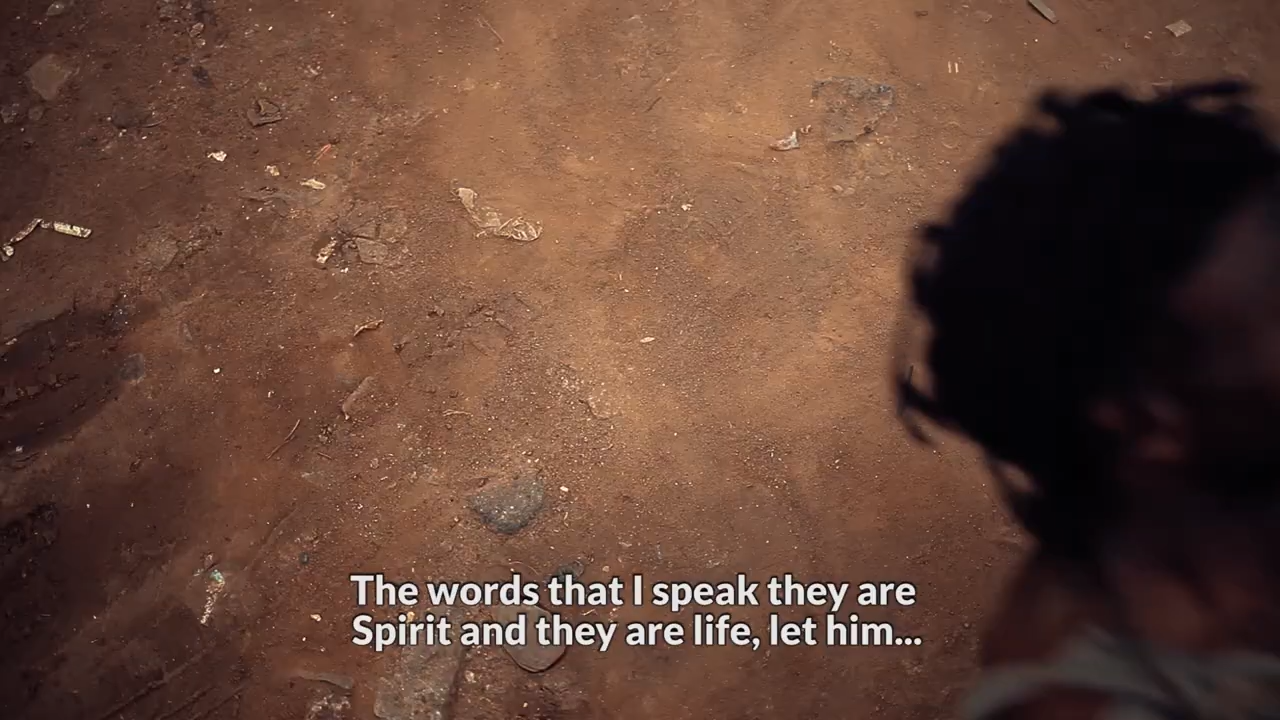 The words that I speak they are
Spirit and they are life, let him...